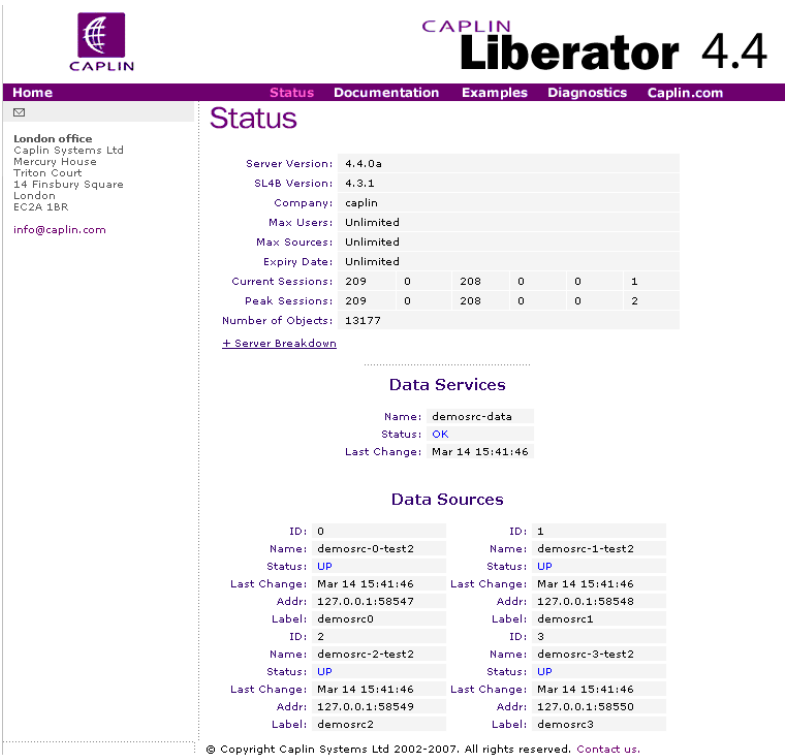 CAPLIN
CAPLIN
Liberator 4.4
Home Status Documentation Examples Diagnostics Caplin.com
Status
London office
Caplin Systems Ltd
Mercury House
Triton Court
14 Finsbury Square
London
EC2A 1BR
info@caplin.com
Server Version: 4.4.0a
SL4B Version: 4.3.1
Company: caplin
Max Users: Unlimited
Max Sources: Unlimited
Expiry Date: Unlimited
Current Sessions: 209 0 208 0 0 1
Peak Sessions: 209 0 208 0 0 2
Number of Objects: 13177
+ Server Breakdown
Data Services
Name: demosrc-data
Status: OK
Last Change: Mar 14 15:41:46
Data Sources
ID: 0 ID: 1
Name: demosrc-0-test2 Name: demosrc-1-test2
Status: UP Status: UP
Last Change: Mar 14 15:41:46 Last Change: Mar 14 15:41:46
Addr: 127.0.0.1:58547 Addr: 127.0.0.1:58548
Label: demosrc0 Label: demosrc1
ID: 2 ID: 3
Name: demosrc-2-test2 Name: demosrc-3-test2
Status: UP Status: UP
Last Change: Mar 14 15:41:46 Last Change: Mar 14 15:41:46
Addr: 127.0.0.1:58549 Addr: 127.0.0.1:58550
Label: demosrc2 Label: demosrc3
© Copyright Caplin Systems Ltd 2002-2007. All rights reserved. Contact us.